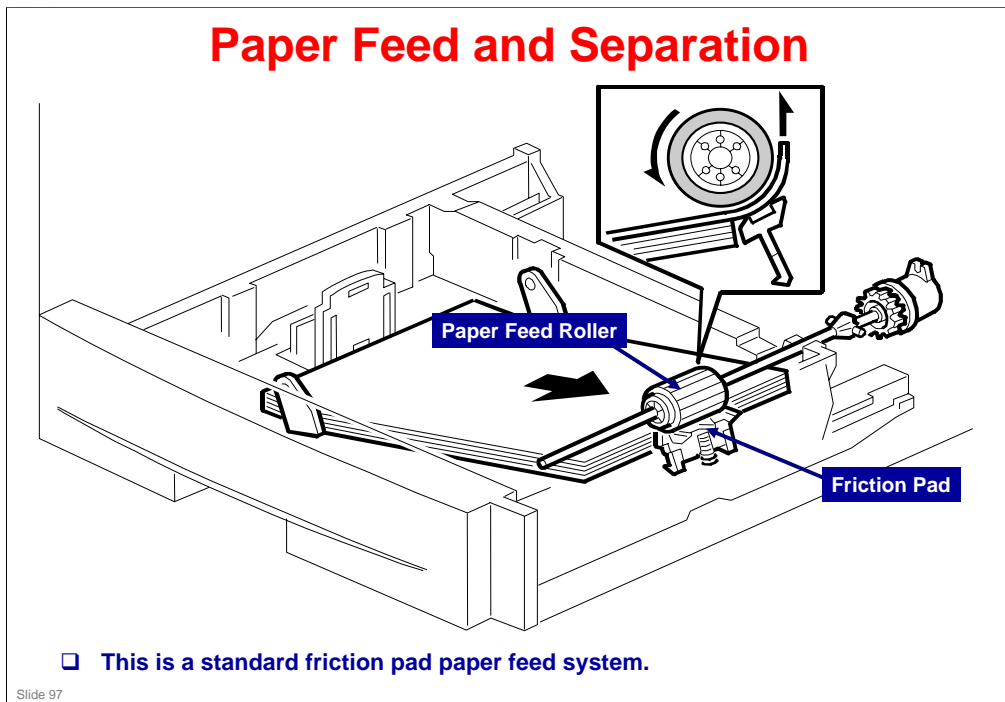 Paper Feed and Separation
Paper Feed Roller
Friction Pad
❑ This is a standard friction pad paper feed system.
Slide 97